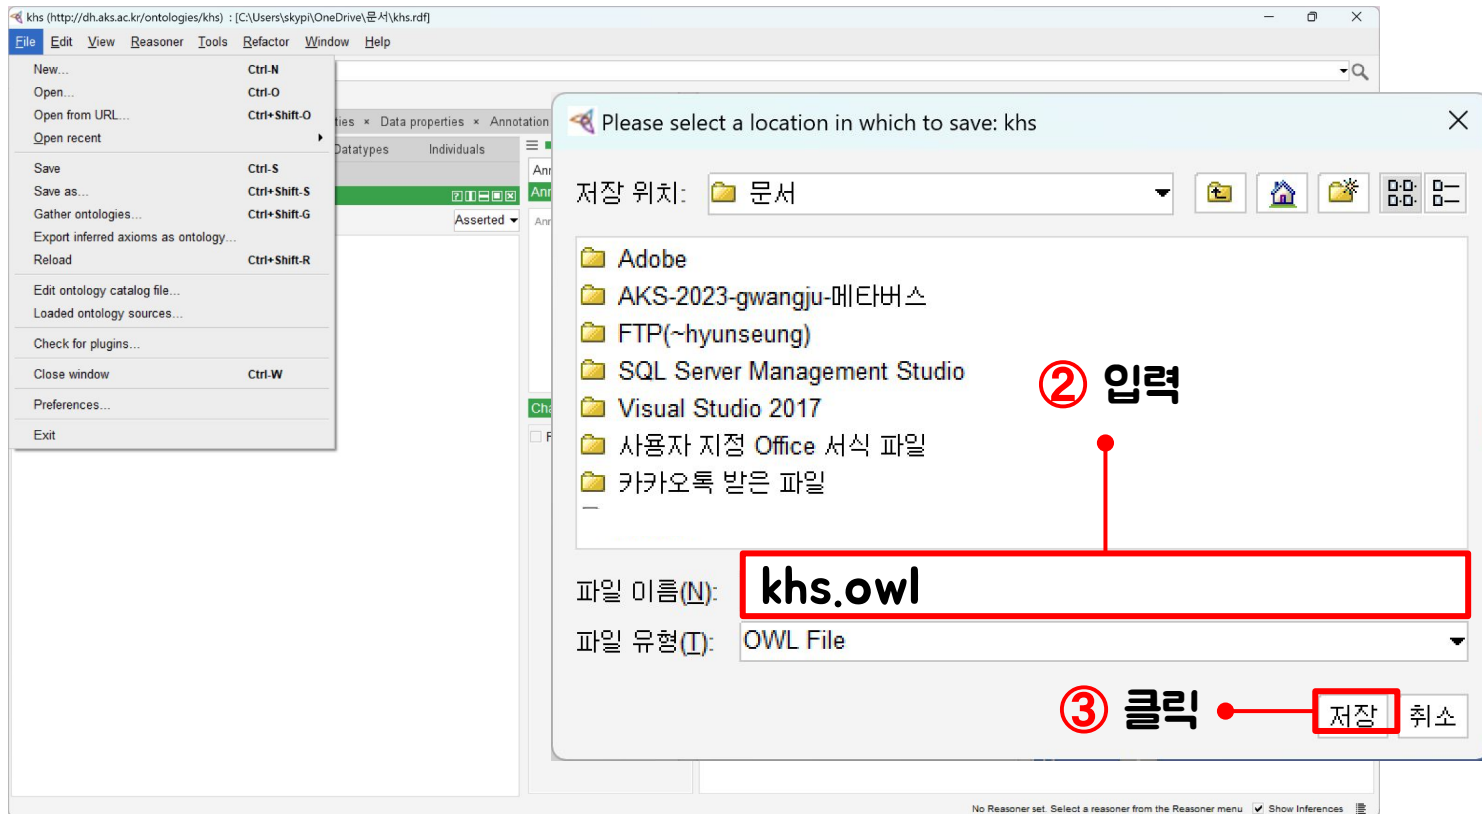 khs (http://dh.aks.ac.kr/ontologies/khs) : [C:\Users\skypi\OneDrive\문서\khs.rdf]
File Edit View Reasoner Tools Refactor Window Help
New... Ctrl-N
Open... Ctrl-O
Open from URL... Ctrl+Shift-O
Open recent
Save Ctrl-S
Save as... Ctrl+Shift-S
Gather ontologies... Ctrl+Shift-G
Export inferred axioms as ontology...
Reload Ctrl+Shift-R
Edit ontology catalog file...
Loaded ontology sources...
Check for plugins...
Close window Ctrl-W
Preferences...
Exit
ties × Data properties × Annotation
Datatypes Individuals
Asserted
Please select a location in which to save: khs
저장 위치: 문서
Adobe
AKS-2023-gwangju-메타버스
FTP(~hyunseung)
SQL Server Management Studio
Visual Studio 2017
사용자 지정 Office 서식 파일
카카오톡 받은 파일
② 입력
파일 이름(N): khs.owl
파일 유형(T): OWL File
③ 클릭
저장 취소
No Reasoner set. Select a reasoner from the Reasoner menu Show Inferences